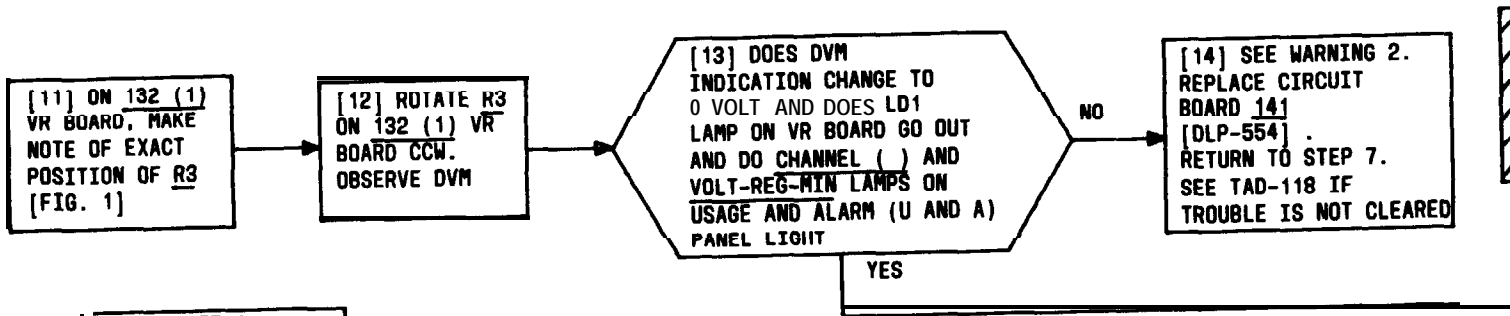 [11] ON 132 (1)
VR BOARD, MAKE
NOTE OF EXACT
POSITION OF R3
[FIG. 1]
[12] ROTATE R3
ON 132 (1) VR
BOARD CCW.
OBSERVE DVM
[13] DOES DVM
INDICATION CHANGE TO
0 VOLT AND DOES LD1
LAMP ON VR BOARD GO OUT
AND DO CHANNEL ( ) AND
VOLT-REG-MIN LAMPS ON
USAGE AND ALARM (U AND A)
PANEL LIGHT
NO
YES
[14] SEE WARNING 2.
REPLACE CIRCUIT
BOARD 141
[DLP-554] .
RETURN TO STEP 7.
SEE TAD-118 IF
TROUBLE IS NOT CLEARED